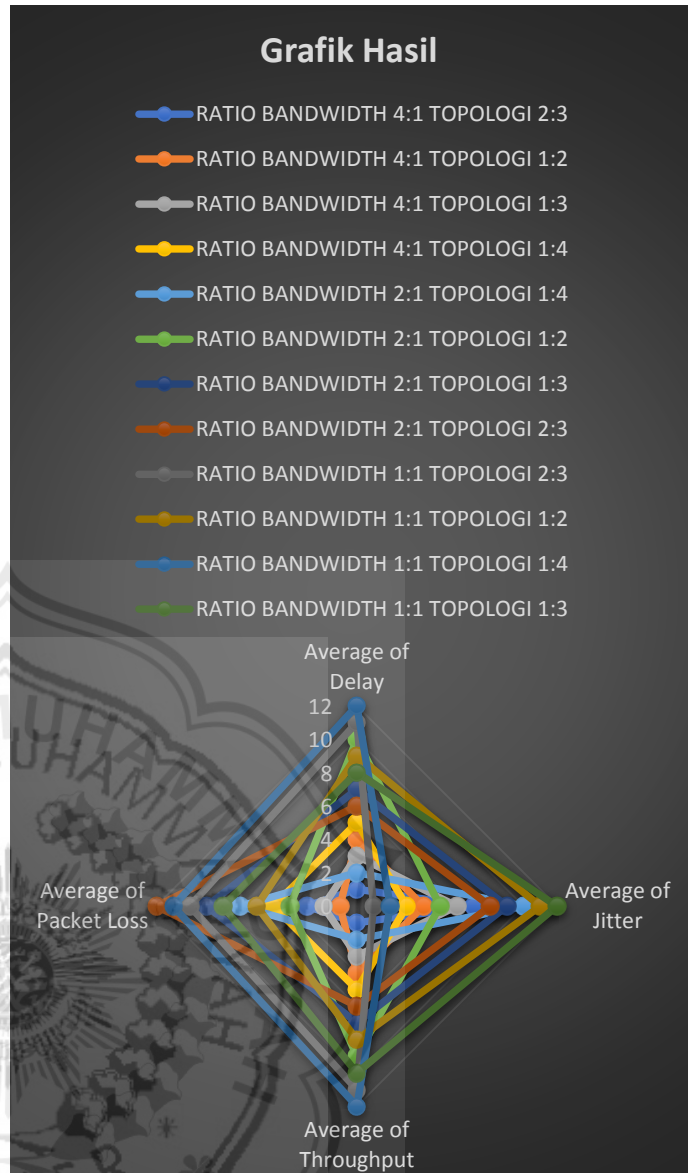 Grafik Hasil
RATIO BANDWIDTH 4:1 TOPOLOGI 2:3
RATIO BANDWIDTH 4:1 TOPOLOGI 1:2
RATIO BANDWIDTH 4:1 TOPOLOGI 1:3
RATIO BANDWIDTH 4:1 TOPOLOGI 1:4
RATIO BANDWIDTH 2:1 TOPOLOGI 1:4
RATIO BANDWIDTH 2:1 TOPOLOGI 1:2
RATIO BANDWIDTH 2:1 TOPOLOGI 1:3
RATIO BANDWIDTH 2:1 TOPOLOGI 2:3
RATIO BANDWIDTH 1:1 TOPOLOGI 2:3
RATIO BANDWIDTH 1:1 TOPOLOGI 1:2
RATIO BANDWIDTH 1:1 TOPOLOGI 1:4
RATIO BANDWIDTH 1:1 TOPOLOGI 1:3
Average of
Delay
12
10
8
6
4
2
0
Average of
Jitter
Average of
Packet Loss
Average of
Throughput